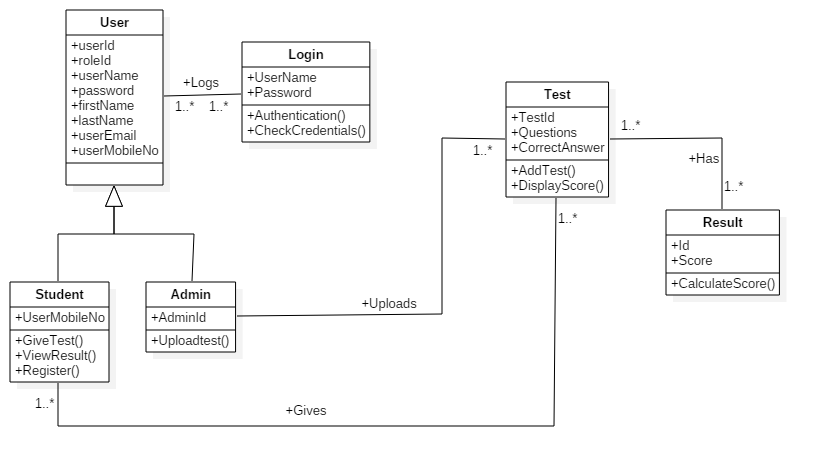 User
+userId
+roleId
+userName
+password
+firstName
+lastName
+userEmail
+userMobileNo
+Logs
1..*
1..*
Login
+UserName
+Password
+Authentication()
+CheckCredentials()
Test
+TestId
+Questions
+CorrectAnswer
+AddTest()
+DisplayScore()
1..*
1..*
+Has
1..*
1..*
Result
+Id
+Score
+CalculateScore()
Student
+UserMobileNo
+GiveTest()
+ViewResult()
+Register()
Admin
+AdminId
+Uploadtest()
+Uploads
1..*
+Gives